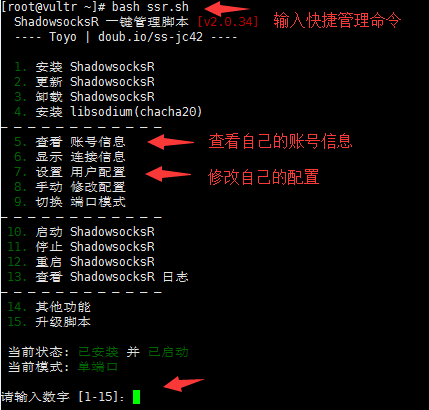 [root@vultr ~]# bash ssr.sh
输入快捷管理命令
ShadowsocksR 一键管理脚本 [v2.0.34]
---- Toyo | doub.io/ss-jc42 ----
1. 安装 ShadowsocksR
2. 更新 ShadowsocksR
3. 卸载 ShadowsocksR
4. 安装 libsodium(chacha20)
5. 查看 账号信息
查看自己的账号信息
6. 显示 连接信息
7. 设置 用户配置
修改自己的配置
8. 手动 修改配置
9. 切换 端口模式
10. 启动 ShadowsocksR
11. 停止 ShadowsocksR
12. 重启 ShadowsocksR
13. 查看 ShadowsocksR 日志
14. 其他功能
15. 升级脚本
当前状态: 已安装 并 已启动
当前模式: 单端口
请输入数字 [1-15]: